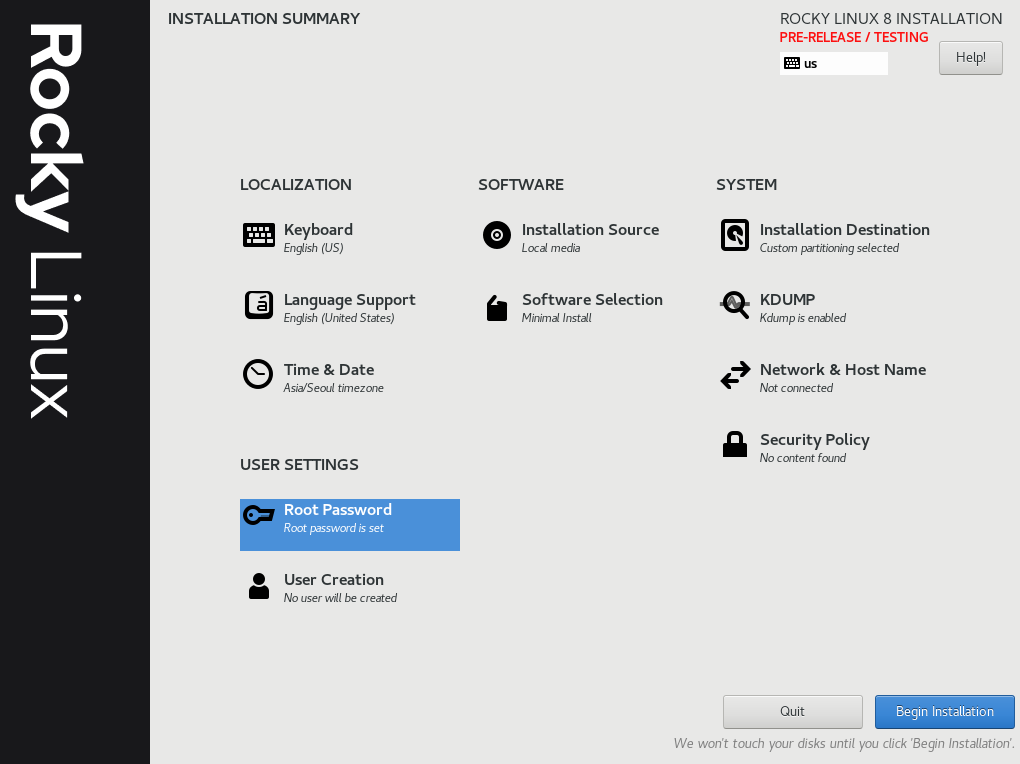 Rocky Linux
INSTALLATION SUMMARY
ROCKY LINUX 8 INSTALLATION
PRE-RELEASE / TESTING
us
Help!
LOCALIZATION
Keyboard
English (US)
Language Support
English (United States)
Time & Date
Asia/Seoul timezone
SOFTWARE
Installation Source
Local media
Software Selection
Minimal Install
SYSTEM
Installation Destination
Custom partitioning selected
KDUMP
Kdump is enabled
Network & Host Name
Not connected
Security Policy
No content found
USER SETTINGS
Root Password
Root password is set
User Creation
No user will be created
Quit
Begin Installation
We won't touch your disks until you click 'Begin Installation'.